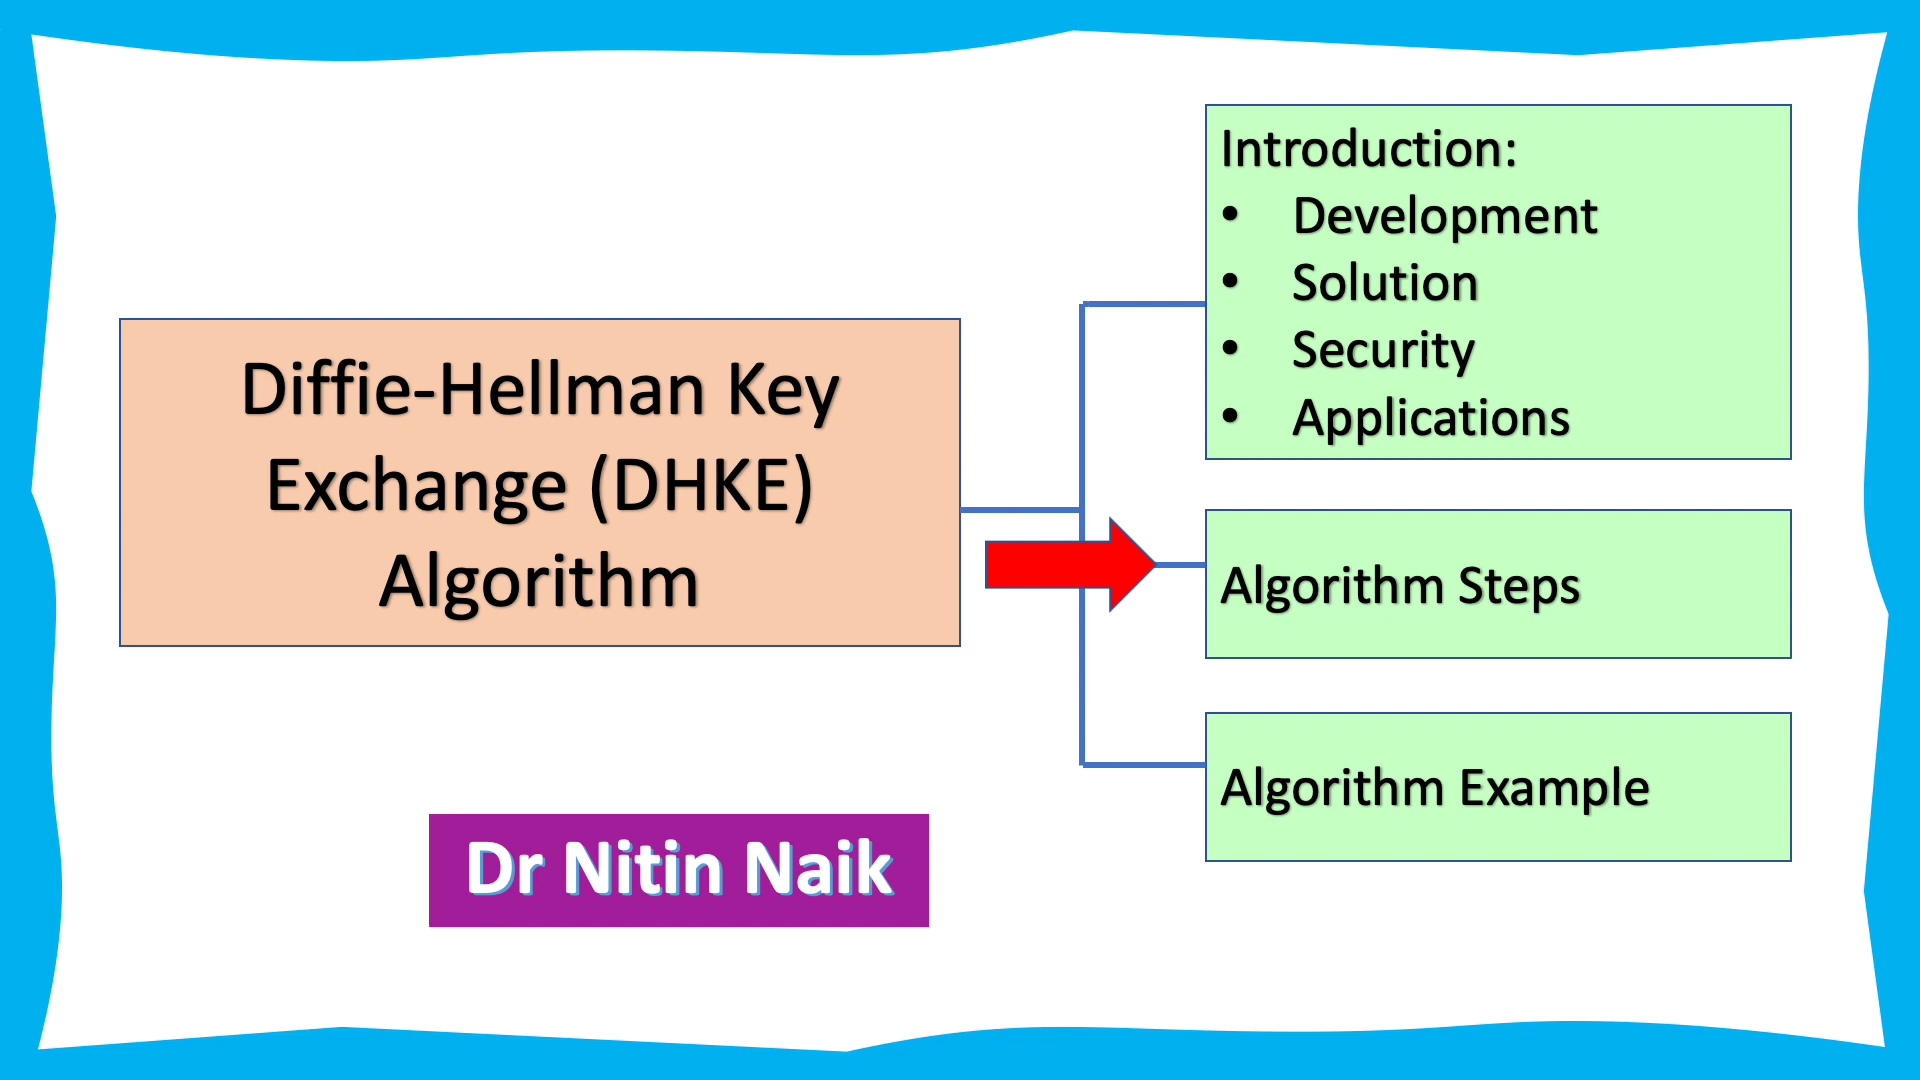 Diffie-Hellman Key
Exchange (DHKE)
Algorithm
Introduction:
• Development
• Solution
• Security
• Applications
Algorithm Steps
Algorithm Example
Dr Nitin Naik